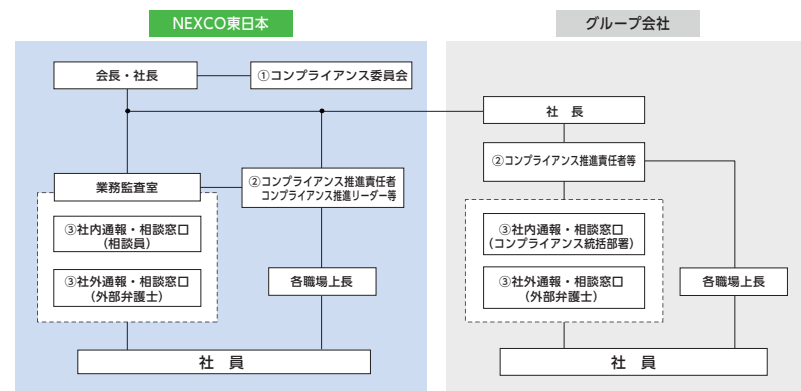 NEXCO東日本
会長・社長
①コンプライアンス委員会
業務監査室
②コンプライアンス推進責任者
コンプライアンス推進リーダー等
③社内通報・相談窓口
(相談員)
③社外通報・相談窓口
(外部弁護士)
各職場上長
社　員
グループ会社
社　長
②コンプライアンス推進責任者等
③社内通報・相談窓口
(コンプライアンス統括部署)
③社外通報・相談窓口
(外部弁護士)
各職場上長
社　員